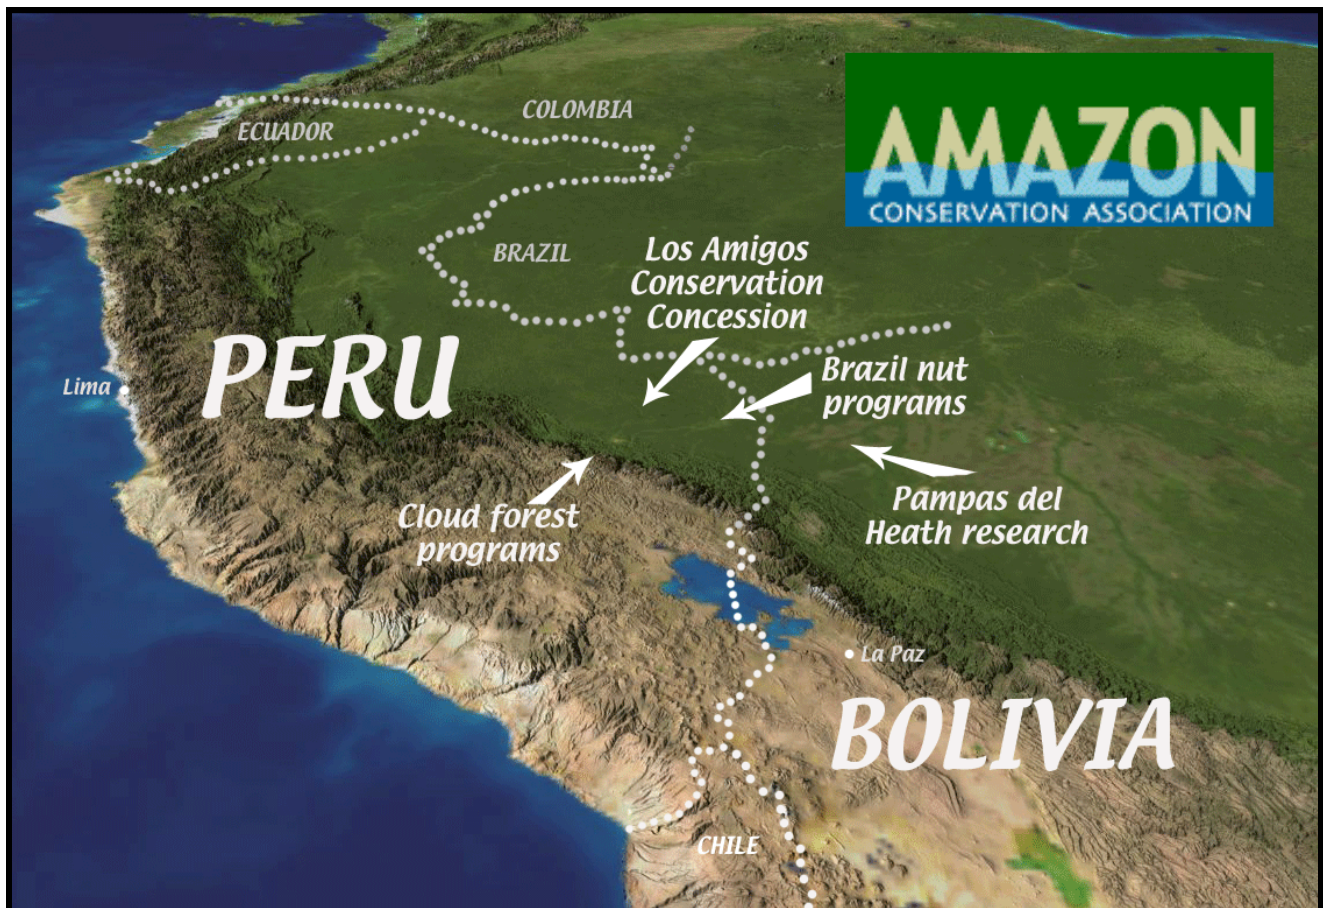 COLOMBIA
ECUADOR
AMAZON
CONSERVATION ASSOCIATION
BRAZIL
Los Amigos
Conservation
Concession
PERU
Lima
Brazil nut
programs
Cloud forest
programs
Pampas del
Heath research
La Paz
BOLIVIA
CHILE